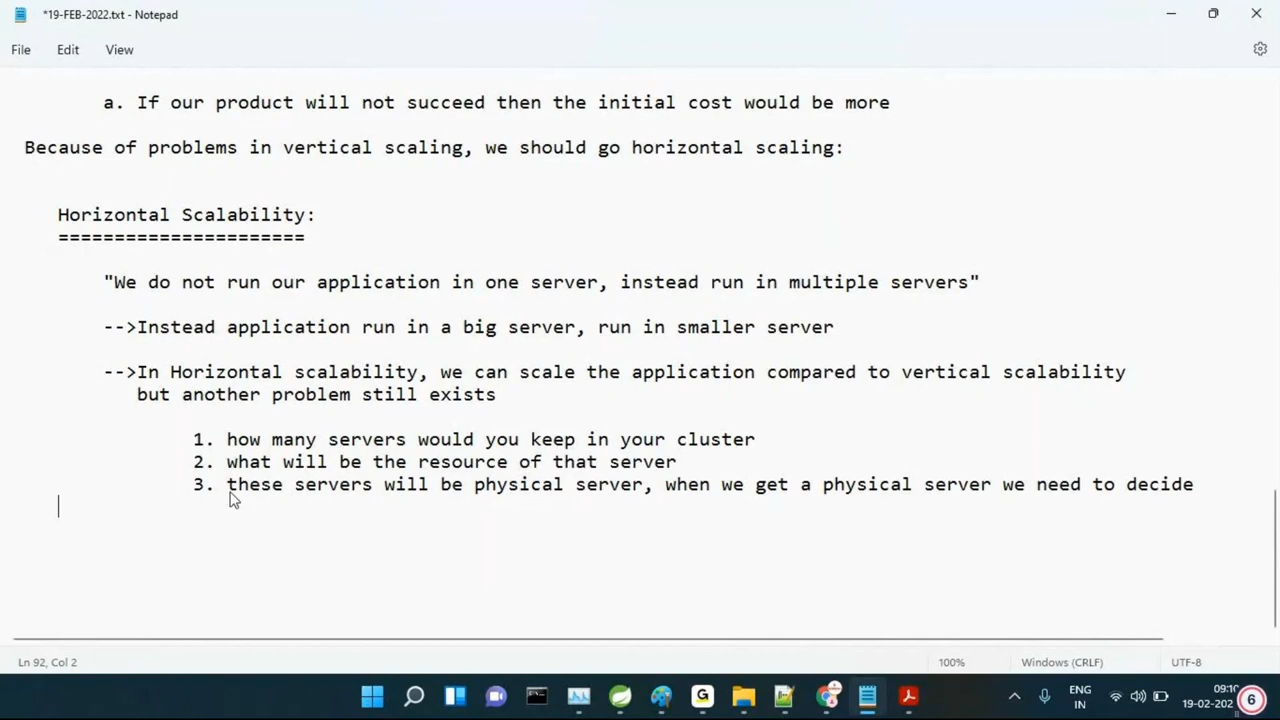 *19-FEB-2022.txt - Notepad
File Edit View
a. If our product will not succeed then the initial cost would be more
Because of problems in vertical scaling, we should go horizontal scaling:
Horizontal Scalability:
======================
"We do not run our application in one server, instead run in multiple servers"
-->Instead application run in a big server, run in smaller server
-->In Horizontal scalability, we can scale the application compared to vertical scalability
but another problem still exists
1. how many servers would you keep in your cluster
2. what will be the resource of that server
3. these servers will be physical server, when we get a physical server we need to decide
Ln 92, Col 2 100% Windows (CRLF) UTF-8
ENG 09:10
IN 19-02-202 6